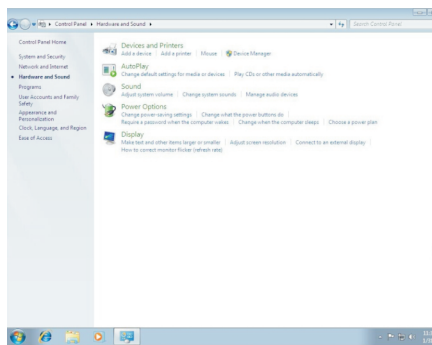 Control Panel ▸ Hardware and Sound ▸
Search Control Panel
Control Panel Home
System and Security
Network and Internet
Hardware and Sound
Programs
User Accounts and Family
Safety
Appearance and
Personalization
Clock, Language, and Region
Ease of Access
Devices and Printers
Add a device | Add a printer | Mouse | Device Manager
AutoPlay
Change default settings for media or devices | Play CDs or other media automatically
Sound
Adjust system volume | Change system sounds | Manage audio devices
Power Options
Change power-saving settings | Change what the power buttons do
Require a password when the computer wakes | Change when the computer sleeps | Choose a power plan
Display
Make text and other items larger or smaller | Adjust screen resolution | Connect to an external display
How to correct monitor flicker (refresh rate)